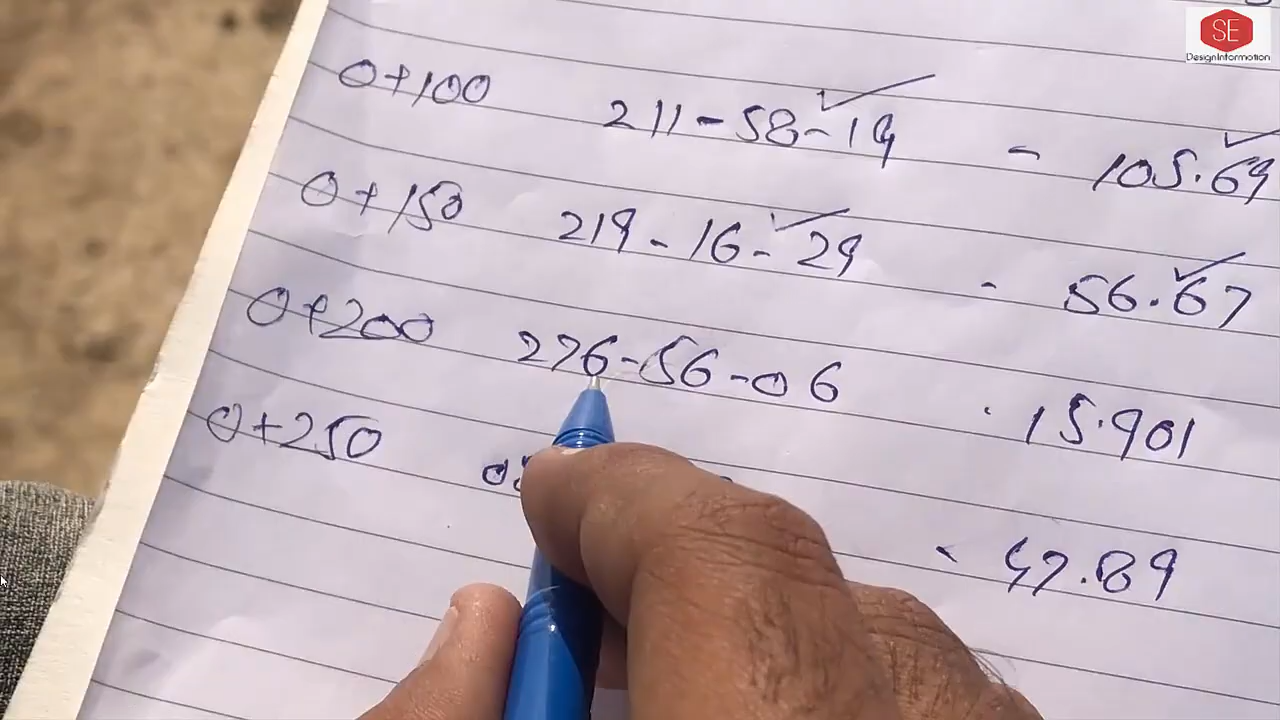 SE
DesignInformation
0+100 211-58-19 - 105.69
0+150 219-16-29 - 56.67
0+200 276-56-06 - 15.901
0+250 - 47.89